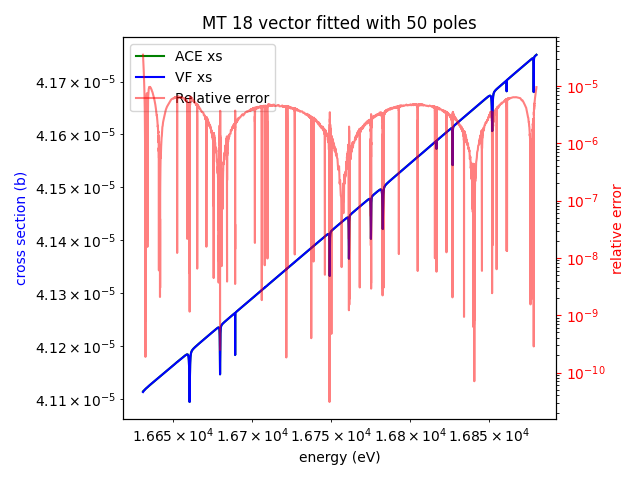 MT 18 vector fitted with 50 poles
ACE xs
VF xs
Relative error
4.17 × 10⁻⁵
4.16 × 10⁻⁵
4.15 × 10⁻⁵
4.14 × 10⁻⁵
4.13 × 10⁻⁵
4.12 × 10⁻⁵
4.11 × 10⁻⁵
cross section (b)
10⁻⁵
10⁻⁶
10⁻⁷
10⁻⁸
10⁻⁹
10⁻¹⁰
relative error
1.665 × 10⁴ 1.67 × 10⁴ 1.675 × 10⁴ 1.68 × 10⁴ 1.685 × 10⁴
energy (eV)